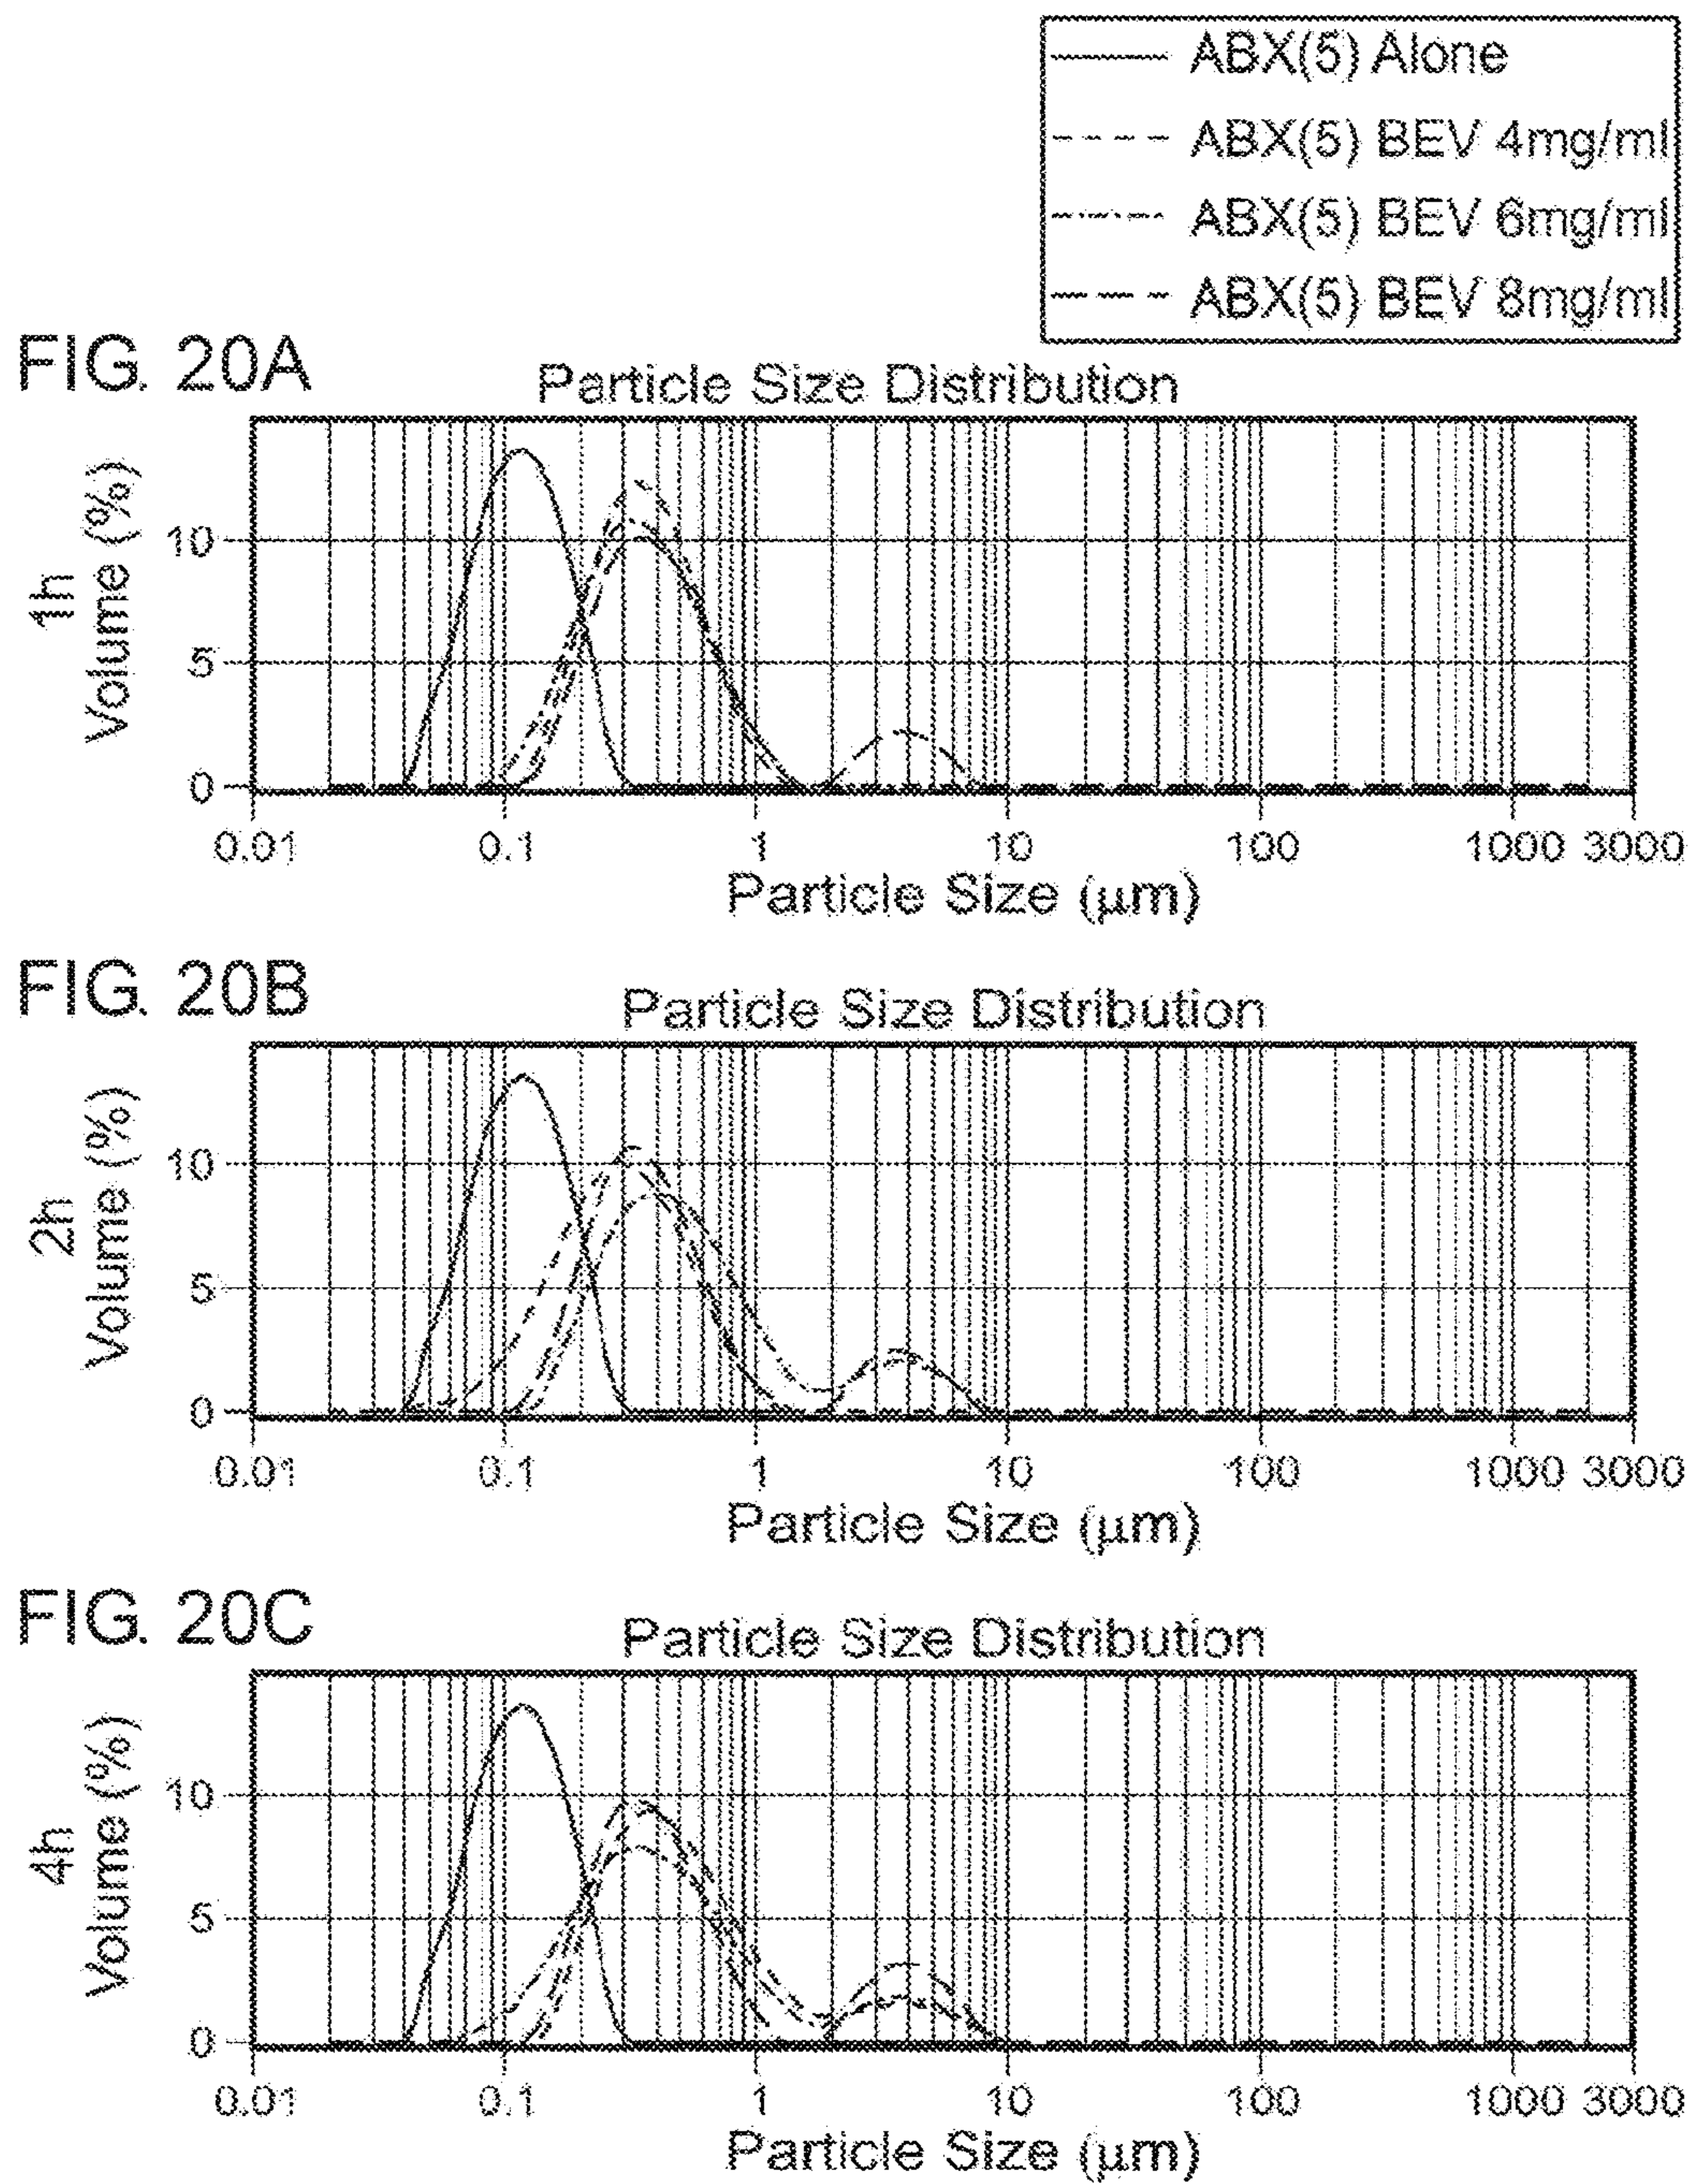 ABX(5) Alone
ABX(5) BEV 4mg/ml
ABX(5) BEV 6mg/ml
ABX(5) BEV 8mg/ml
FIG. 20A
Particle Size Distribution
1h
Volume (%)
10
5
0
0.01 0.1 1 10 100 1000 3000
Particle Size (μm)
FIG. 20B
Particle Size Distribution
2h
Volume (%)
10
5
0
0.01 0.1 1 10 100 1000 3000
Particle Size (μm)
FIG. 20C
Particle Size Distribution
4h
Volume (%)
10
5
0
0.01 0.1 1 10 100 1000 3000
Particle Size (μm)